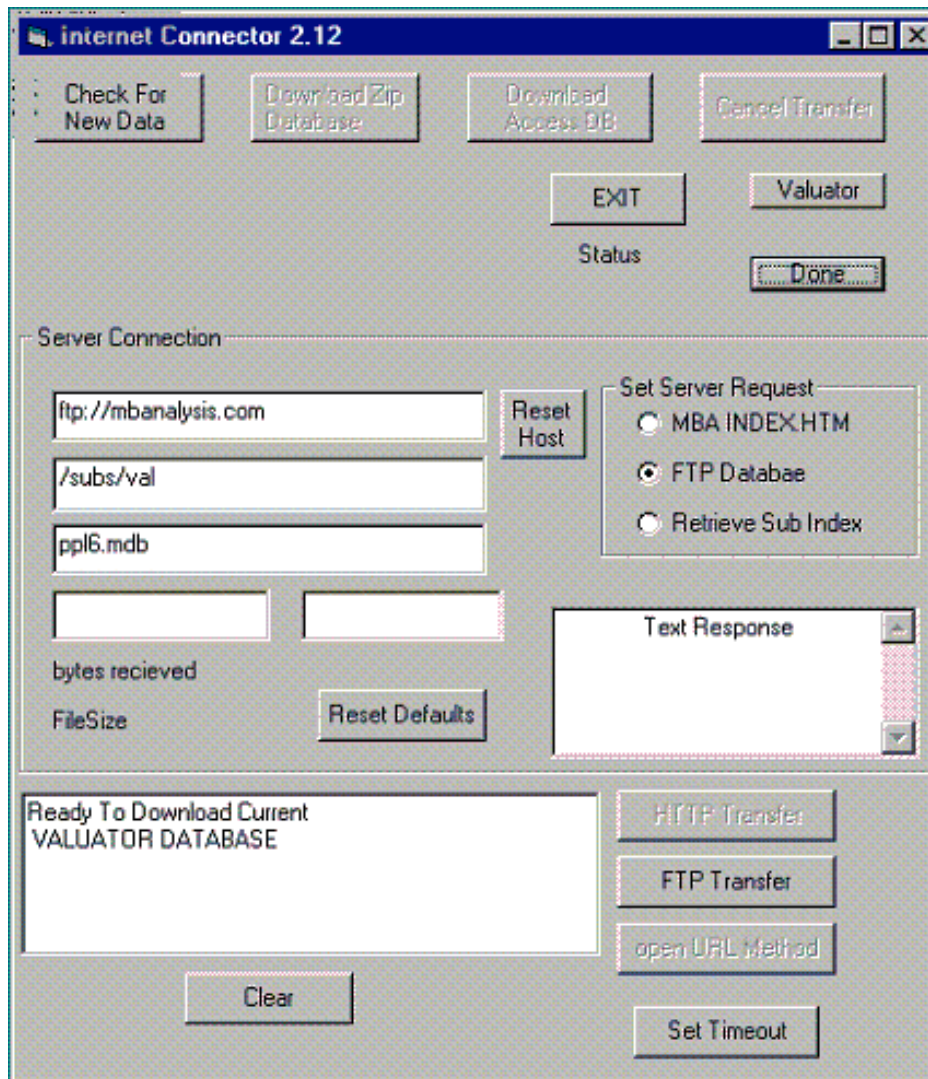 internet Connector 2.12
Check For
New Data
Download Zip
Database
Download
Access DB
Cancel Transfer
EXIT
Valuator
Status
Done
Server Connection
ftp://mbanalysis.com
Reset
Host
Set Server Request
MBA INDEX.HTM
/subs/val
FTP Databae
ppl6.mdb
Retrieve Sub Index
Text Response
bytes recieved
FileSize
Reset Defaults
Ready To Download Current
VALUATOR DATABASE
HTTP Transfer
FTP Transfer
open URL Method
Clear
Set Timeout